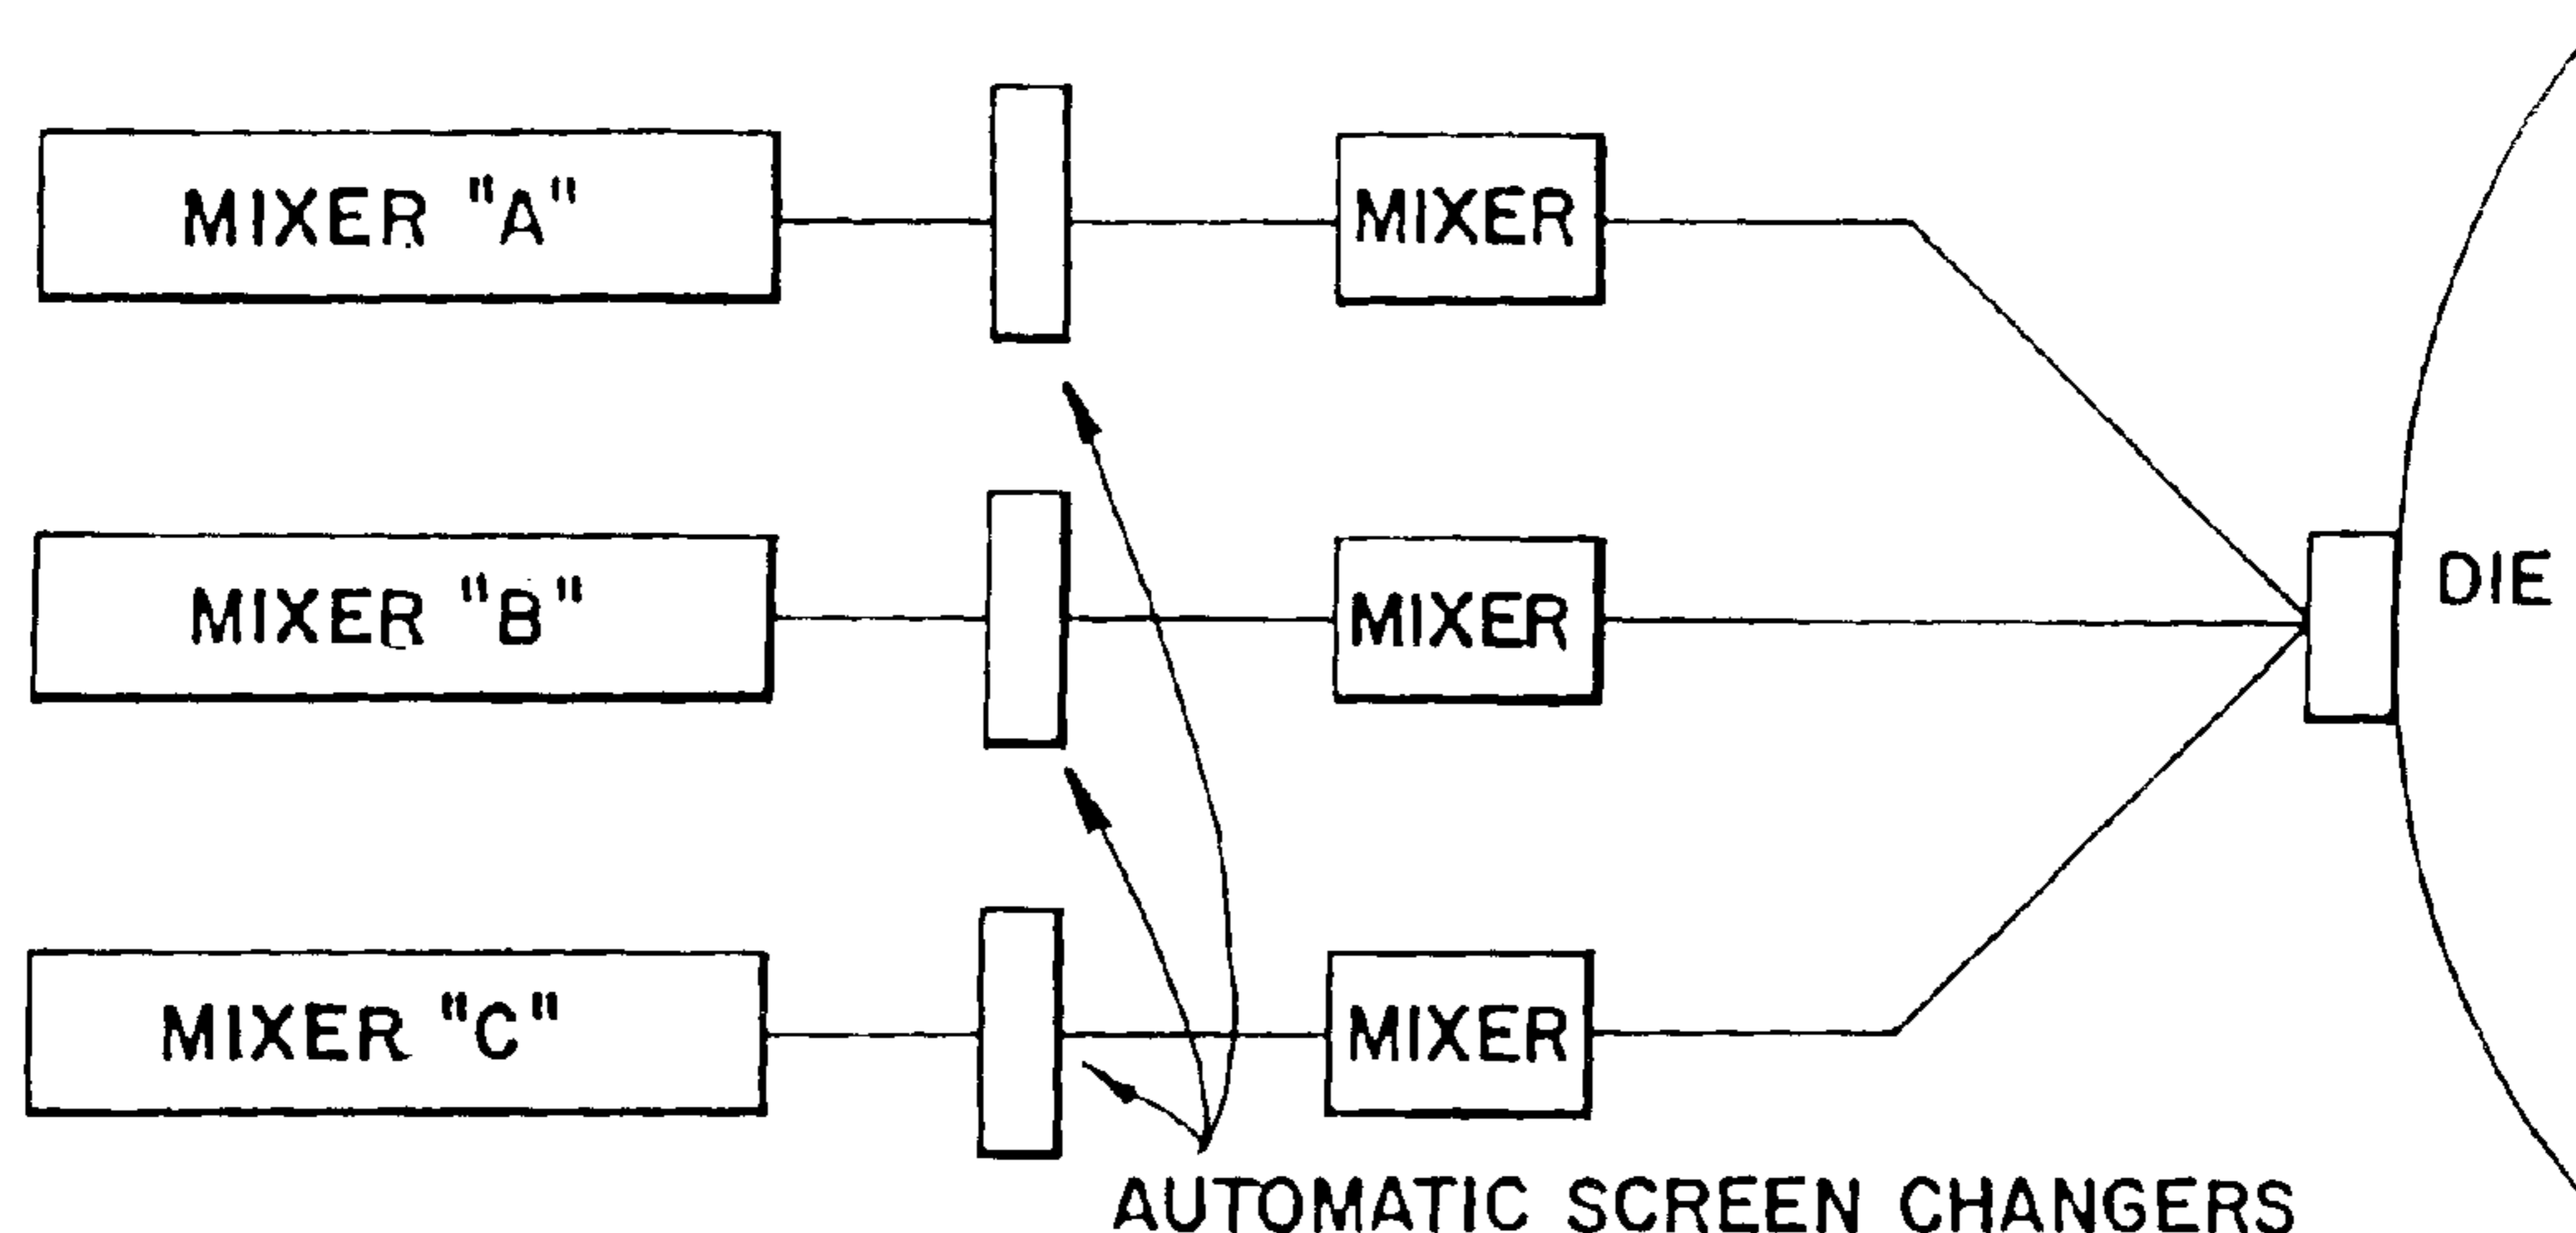 MIXER "A"
MIXER
MIXER "B"
MIXER
DIE
MIXER "C"
MIXER
AUTOMATIC SCREEN CHANGERS